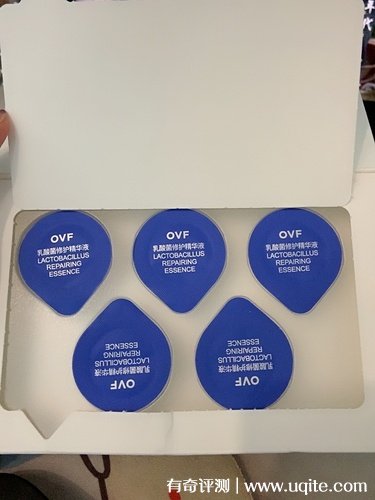 OVF
乳酸菌修护精华液
LACTOBACILLUS
REPAIRING
ESSENCE
OVF
乳酸菌修护精华液
LACTOBACILLUS
REPAIRING
ESSENCE
OVF
乳酸菌修护精华液
LACTOBACILLUS
REPAIRING
ESSENCE
OVF
乳酸菌修护精华液
LACTOBACILLUS
REPAIRING
ESSENCE
OVF
乳酸菌修护精华液
LACTOBACILLUS
REPAIRING
ESSENCE
有奇评测 | www.uqite.com